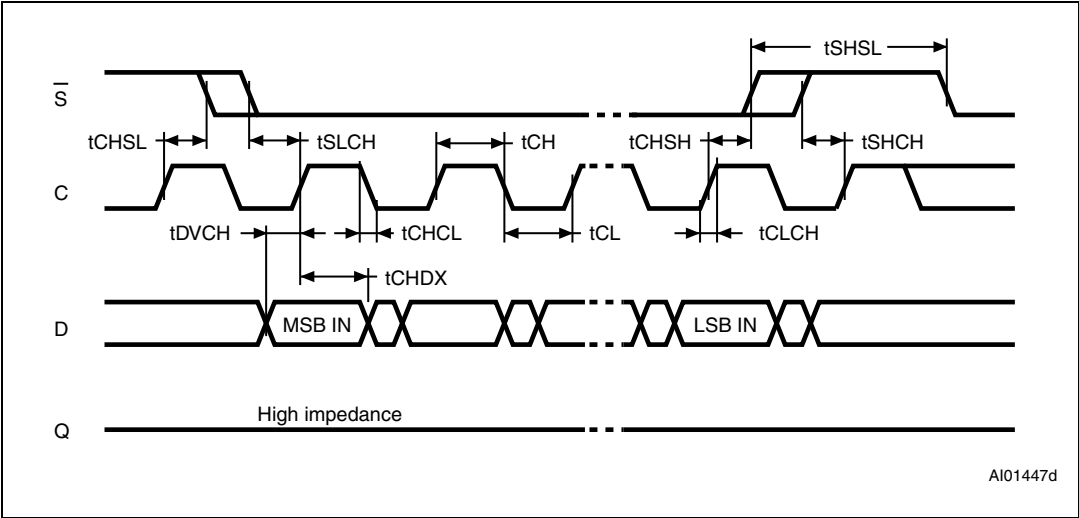 tSHSL
S̅
tCHSL tSLCH tCH tCHSH tSHCH
C
tDVCH tCHCL tCL tCLCH
tCHDX
D MSB IN LSB IN
High impedance
Q
AI01447d